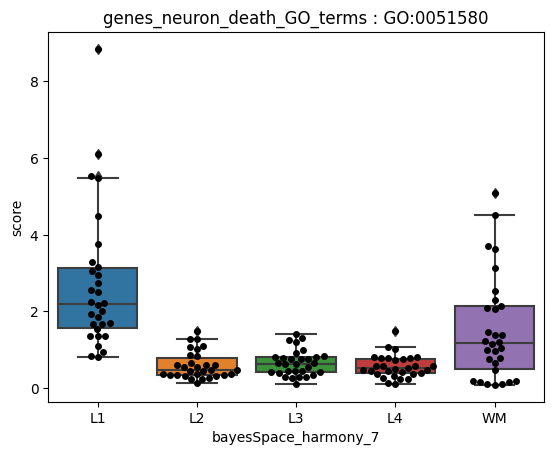 genes_neuron_death_GO_terms : GO:0051580
score
8
6
4
2
0
L1 L2 L3 L4 WM
bayesSpace_harmony_7